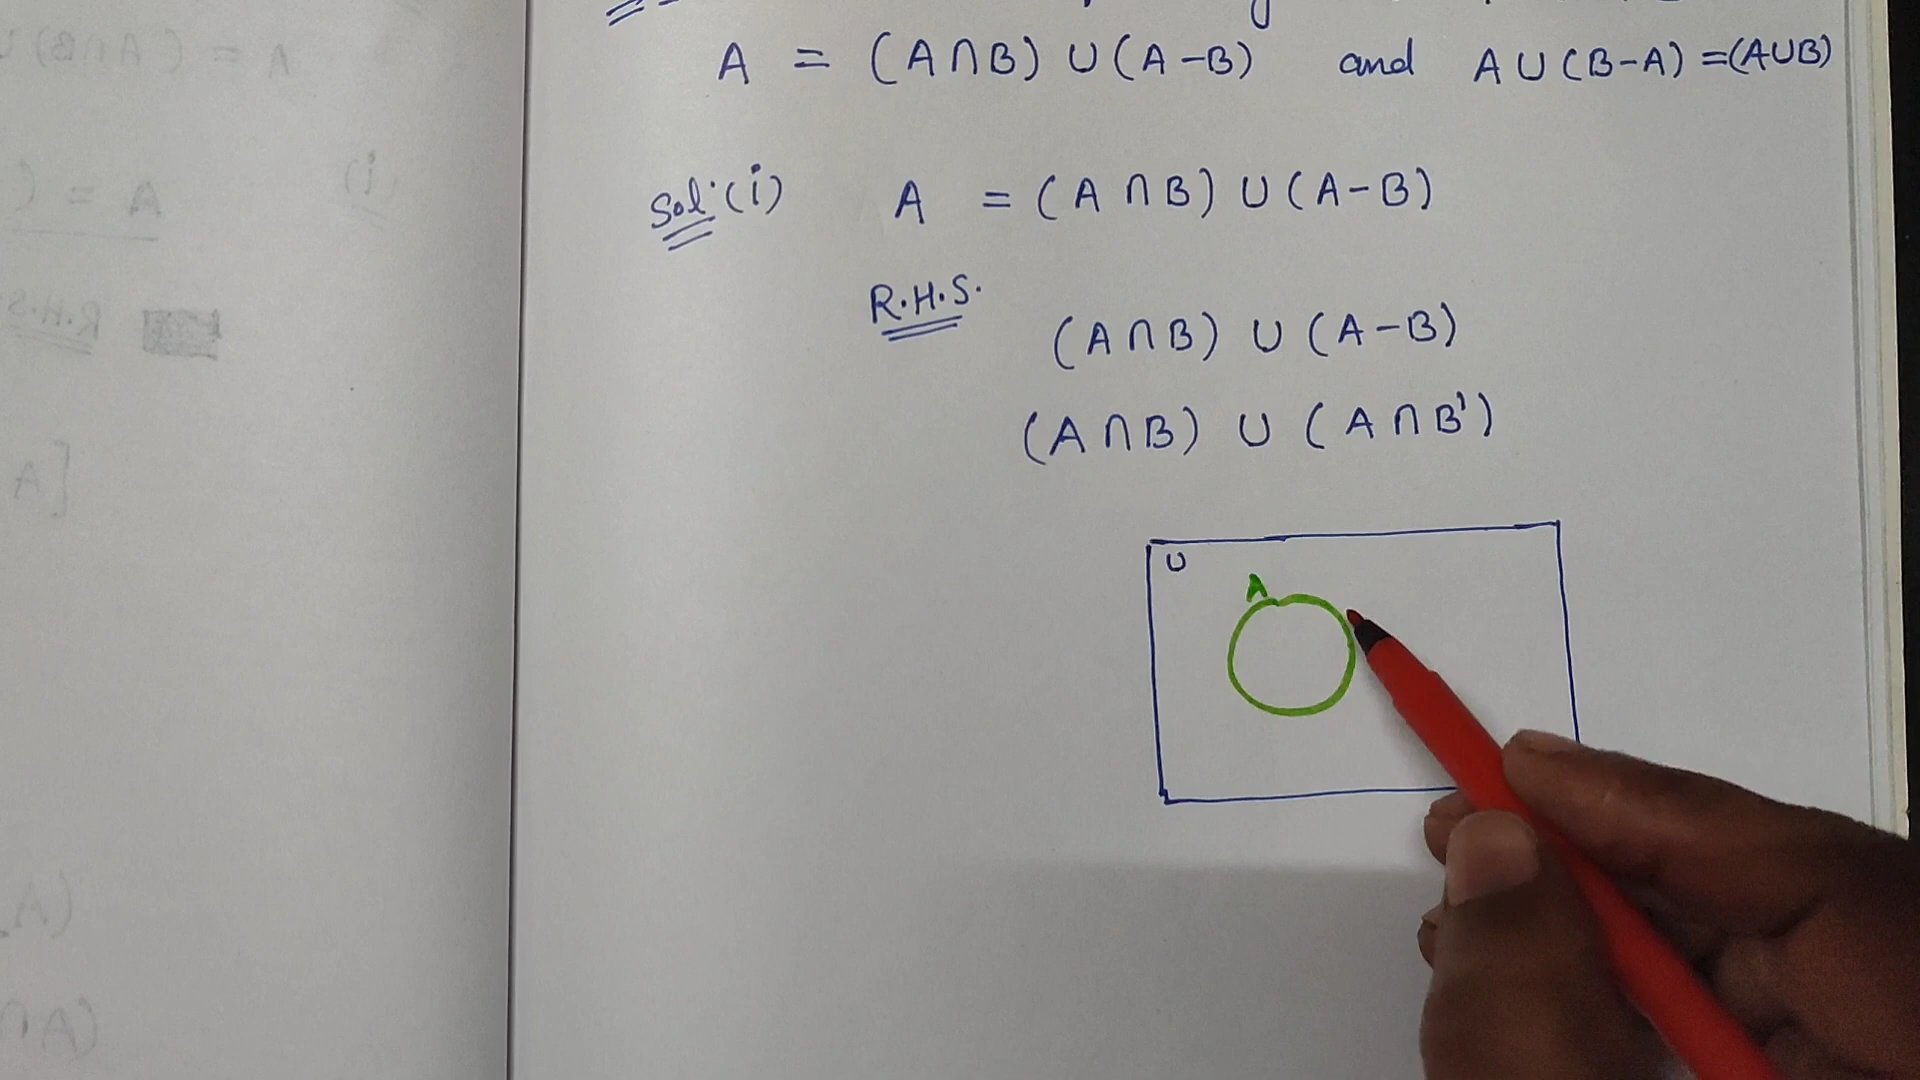 A = (A∩B) ∪ (A-B) and A∪(B-A) = (A∪B)
Sol. (i) A = (A∩B) ∪ (A-B)
R.H.S.
(A∩B) ∪ (A-B)
(A∩B) ∪ (A∩B')
U
A